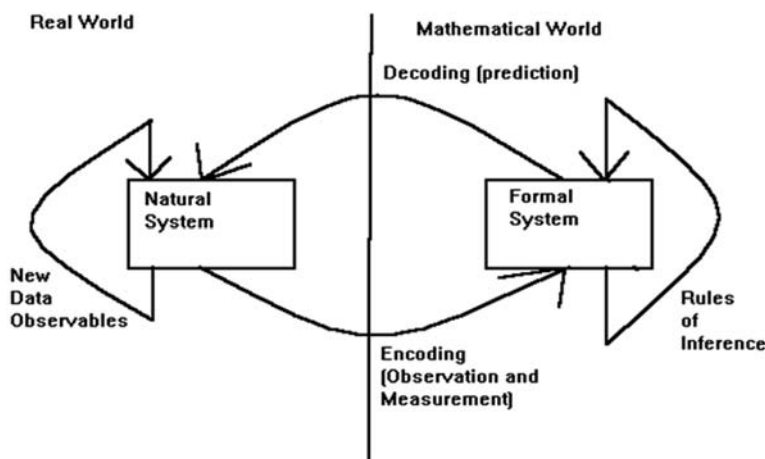 Real World
Mathematical World
Decoding (prediction)
Natural
System
Formal
System
New
Data
Observables
Rules
of
Inference
Encoding
(Observation and
Measurement)